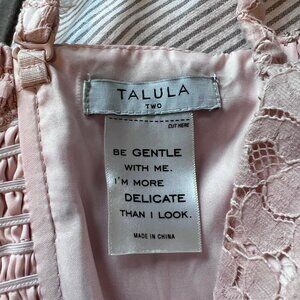 TALULA
TWO
CUT HERE
BE GENTLE
WITH ME.
I'M MORE
DELICATE
THAN I LOOK.
MADE IN CHINA